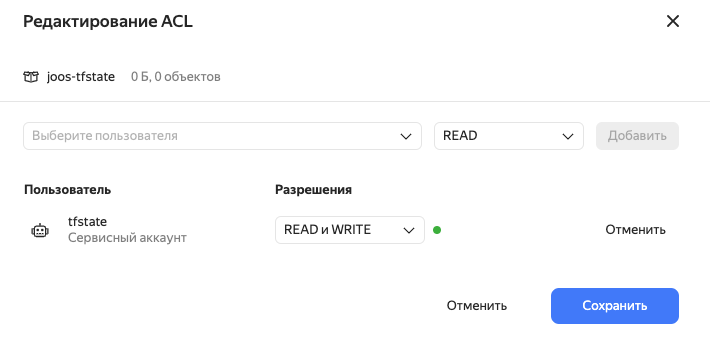 Редактирование ACL
joos-tfstate 0 Б, 0 объектов
Выберите пользователя READ Добавить
Пользователь Разрешения
tfstate
Сервисный аккаунт
READ и WRITE Отменить
Отменить Сохранить